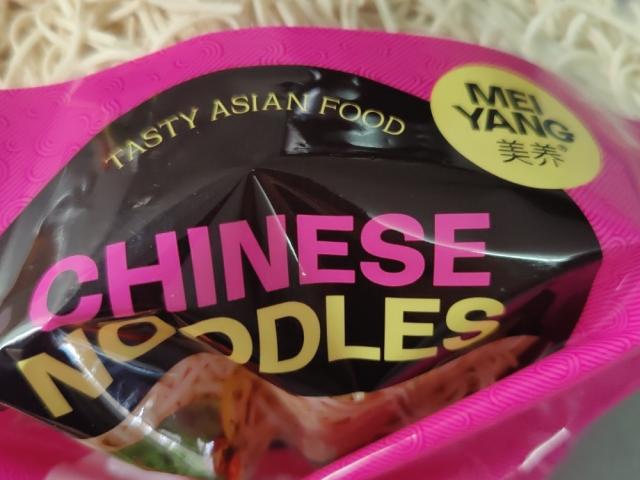 TASTY ASIAN FOOD
MEI
YANG®
美养
CHINESE
NOODLES